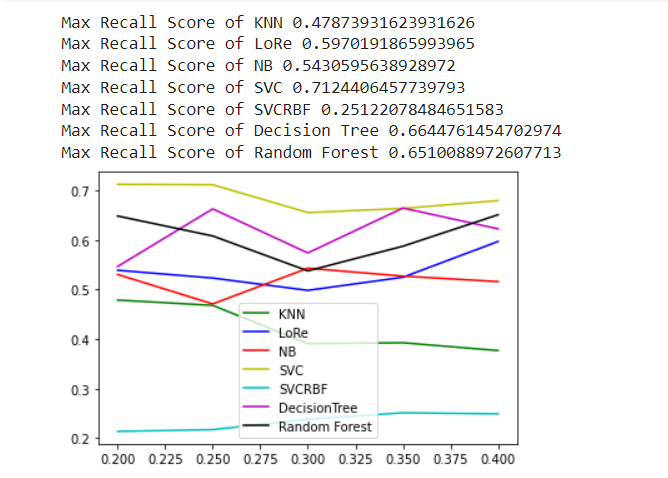 Max Recall Score of KNN 0.47873931623931626
Max Recall Score of LoRe 0.5970191865993965
Max Recall Score of NB 0.5430595638928972
Max Recall Score of SVC 0.7124406457739793
Max Recall Score of SVCRBF 0.25122078484651583
Max Recall Score of Decision Tree 0.6644761454702974
Max Recall Score of Random Forest 0.6510088972607713
0.7
0.6
0.5
0.4
0.3
0.2
KNN
LoRe
NB
SVC
SVCRBF
DecisionTree
Random Forest
0.200 0.225 0.250 0.275 0.300 0.325 0.350 0.375 0.400